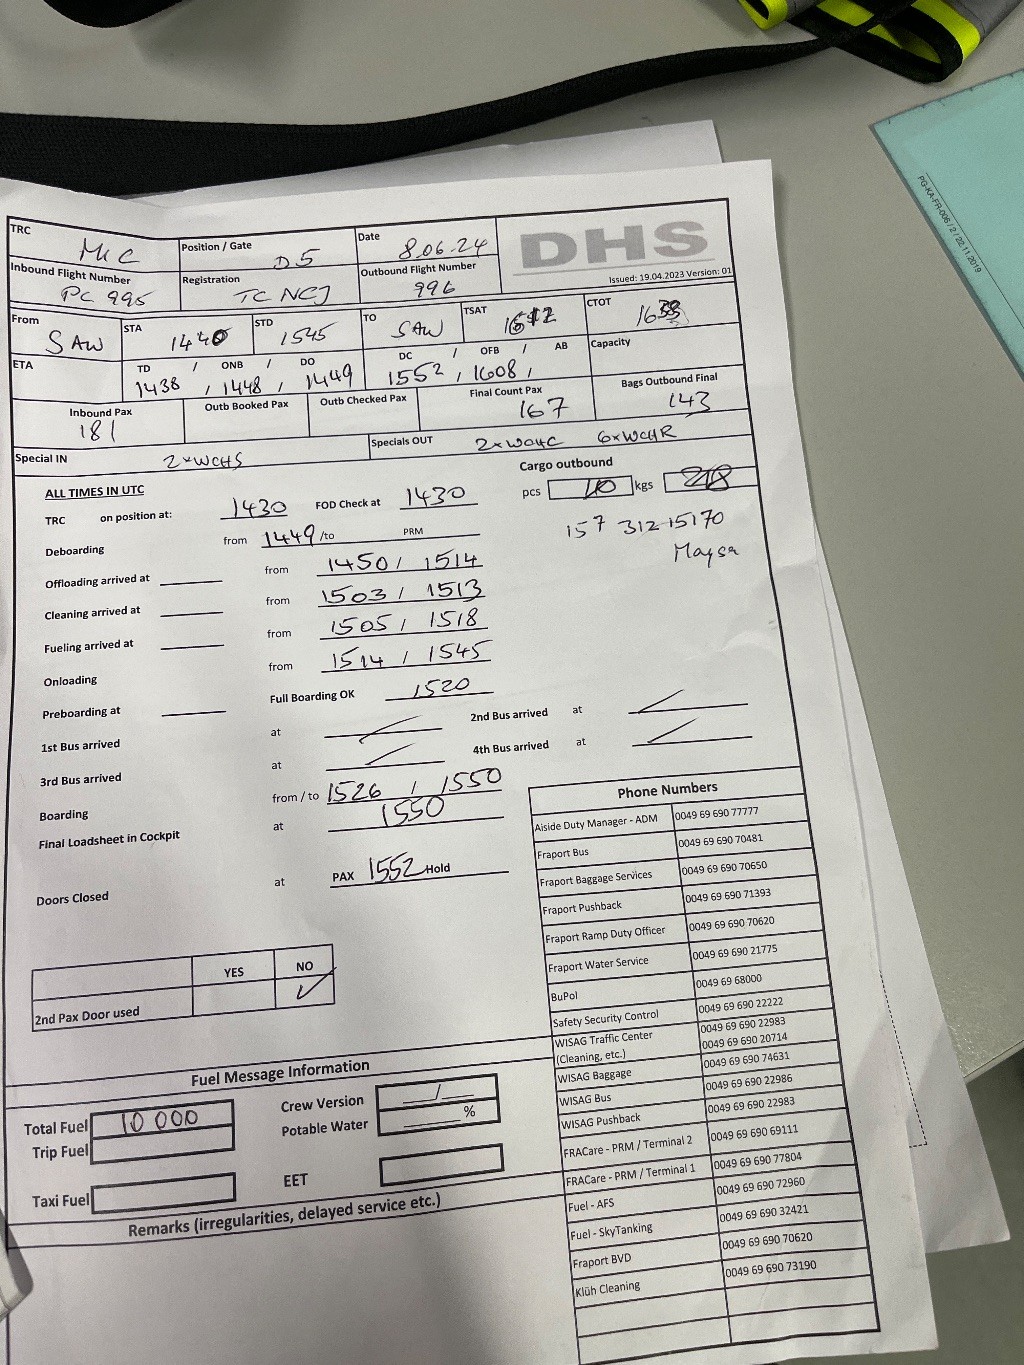 TRC MIC Position / Gate D5 Date 8.06.24 DHS
Issued: 19.04.2023 Version: 01
Inbound Flight Number PC 995 Registration TC NCJ Outbound Flight Number 996
From SAW STA 1440 STD 1545 TO SAW TSAT 1612 CTOT
ETA TD / ONB / DO DC / OFB / AB Capacity
1438 , 1448 , 1449 1552 , 1608 ,
Inbound Pax 181 Outb Booked Pax Outb Checked Pax Final Count Pax 167 Bags Outbound Final 143
Special IN 2xWCHS Specials OUT 2xWCHC 6xWCHR
ALL TIMES IN UTC Cargo outbound
pcs 10 kgs
TRC on position at: 1430 FOD Check at 1430
157 312 15170
Deboarding from 1449 /to PRM
Maysa
Offloading arrived at from 1450 / 1514
Cleaning arrived at from 1503 / 1513
Fueling arrived at from 1505 / 1518
Onloading from 1514 / 1545
Preboarding at Full Boarding OK 1520
1st Bus arrived at 2nd Bus arrived at
3rd Bus arrived at 4th Bus arrived at
Boarding from / to 1526 / 1550
Final Loadsheet in Cockpit at 1550
Doors Closed at PAX 1552 Hold
YES NO
2nd Pax Door used ✓
Phone Numbers
Aiside Duty Manager - ADM 0049 69 690 77777
Fraport Bus 0049 69 690 70481
Fraport Baggage Services 0049 69 690 70650
Fraport Pushback 0049 69 690 71393
Fraport Ramp Duty Officer 0049 69 690 70620
Fraport Water Service 0049 69 690 21775
BuPol 0049 69 68000
Safety Security Control 0049 69 690 22222
WISAG Traffic Center 0049 69 690 22983
(Cleaning, etc.) 0049 69 690 20714
WISAG Baggage 0049 69 690 74631
WISAG Bus 0049 69 690 22986
WISAG Pushback 0049 69 690 22983
FRACare - PRM / Terminal 2 0049 69 690 69111
FRACare - PRM / Terminal 1 0049 69 690 77804
Fuel - AFS 0049 69 690 72960
Fuel - SkyTanking 0049 69 690 32421
Fraport BVD 0049 69 690 70620
Klüh Cleaning 0049 69 690 73190
Fuel Message Information
Total Fuel 10 000 Crew Version /
Trip Fuel Potable Water %
Taxi Fuel EET
Remarks (irregularities, delayed service etc.)
PG-KA-FR-006 / 2 / 22.11.2019